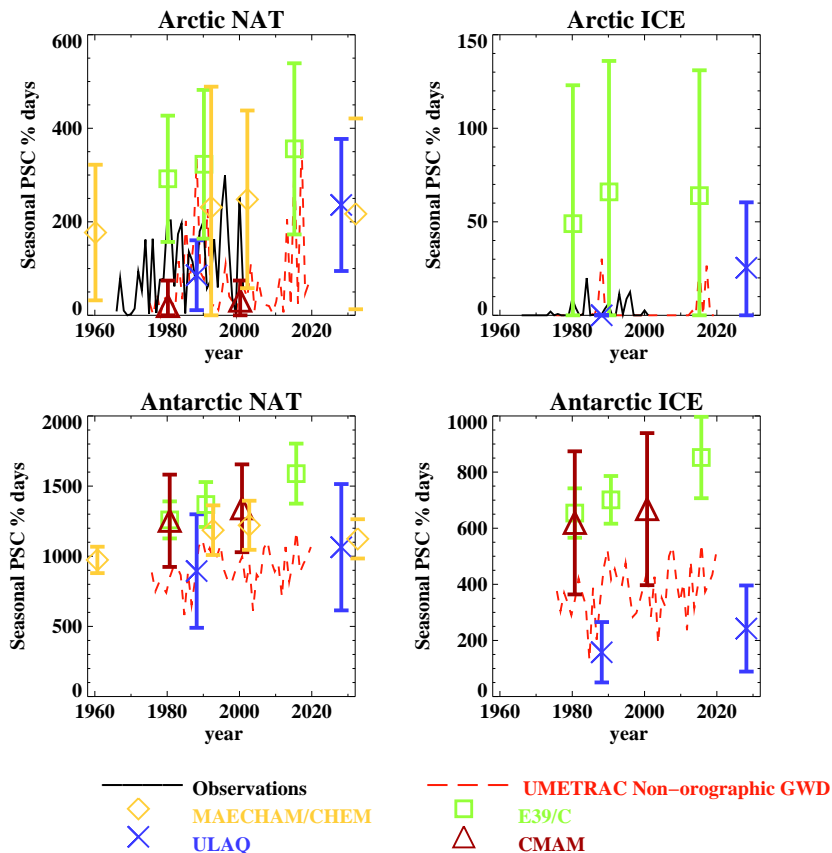 Arctic NAT
Arctic ICE
Seasonal PSC % days
600
400
200
0
1960
1980
2000
2020
year
Seasonal PSC % days
150
100
50
0
1960
1980
2000
2020
year
Antarctic NAT
Antarctic ICE
Seasonal PSC % days
2000
1500
1000
500
0
1960
1980
2000
2020
year
Seasonal PSC % days
1000
800
600
400
200
0
1960
1980
2000
2020
year
Observations
UMETRAC Non-orographic GWD
MAECHAM/CHEM
E39/C
ULAQ
CMAM